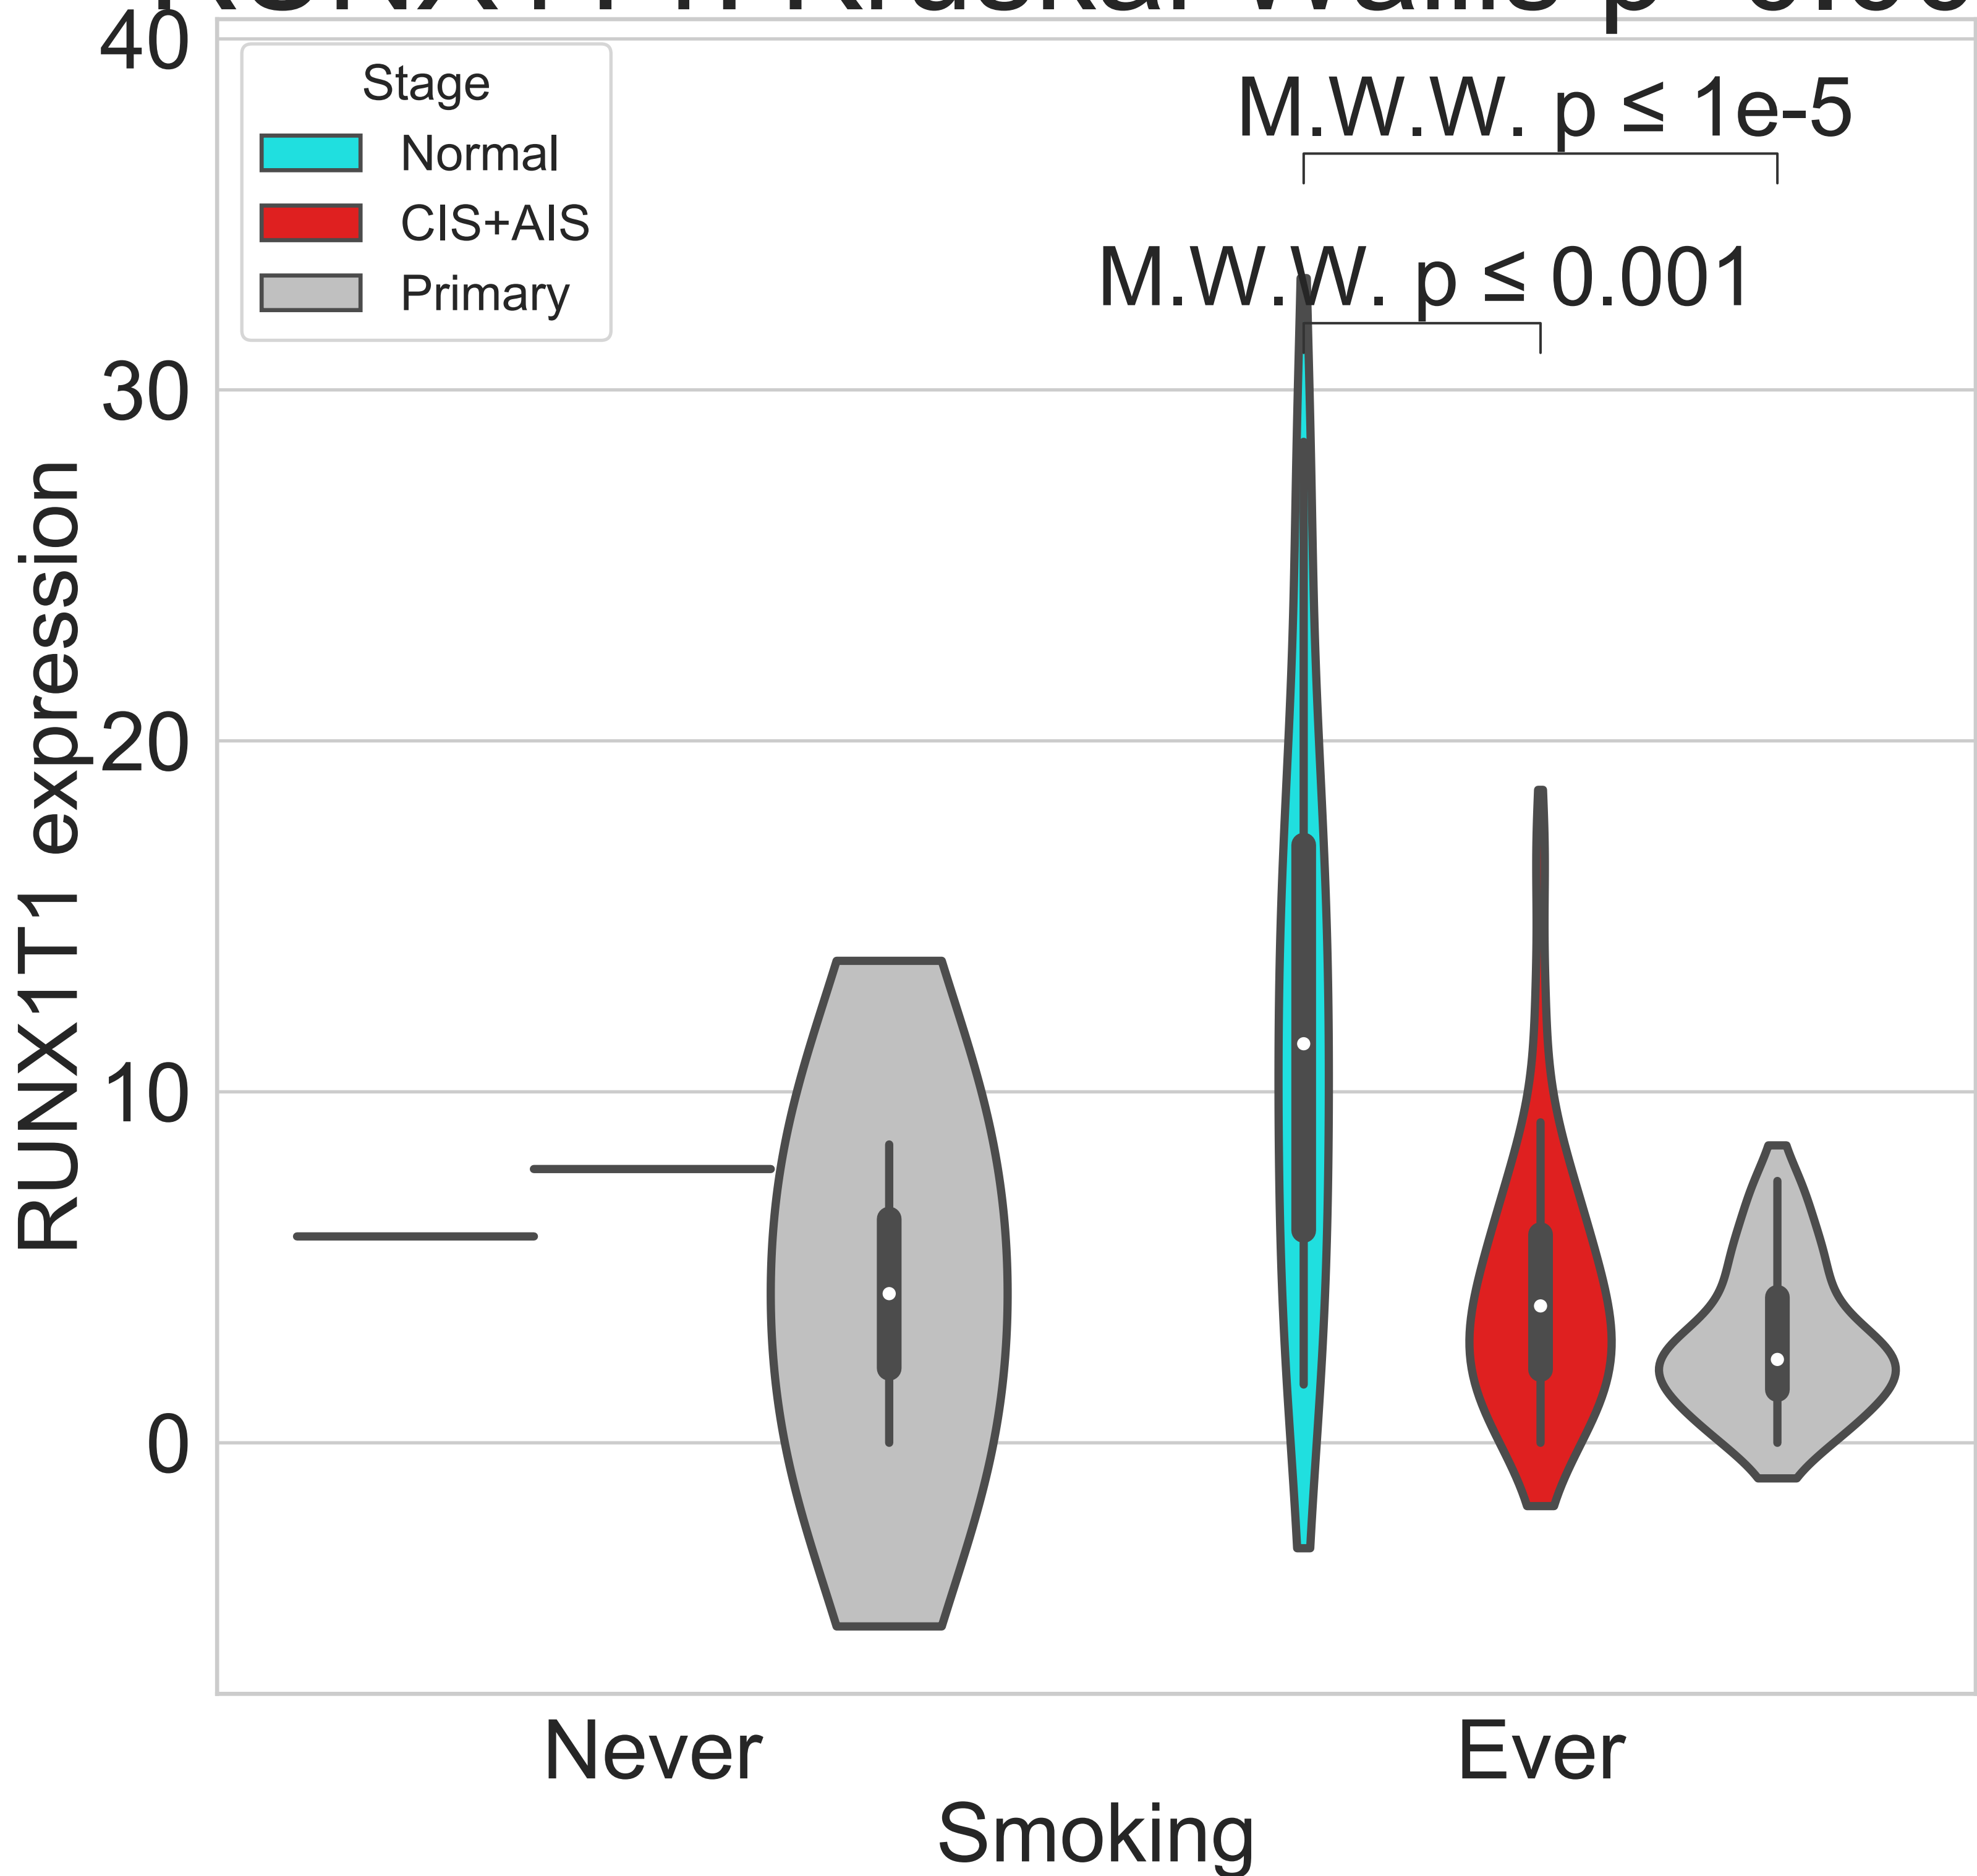 40
Stage
Normal
CIS+AIS
Primary
M.W.W. p ≤ 1e-5
M.W.W. p ≤ 0.001
30
20
10
0
RUNX1T1 expression
Never
Ever
Smoking